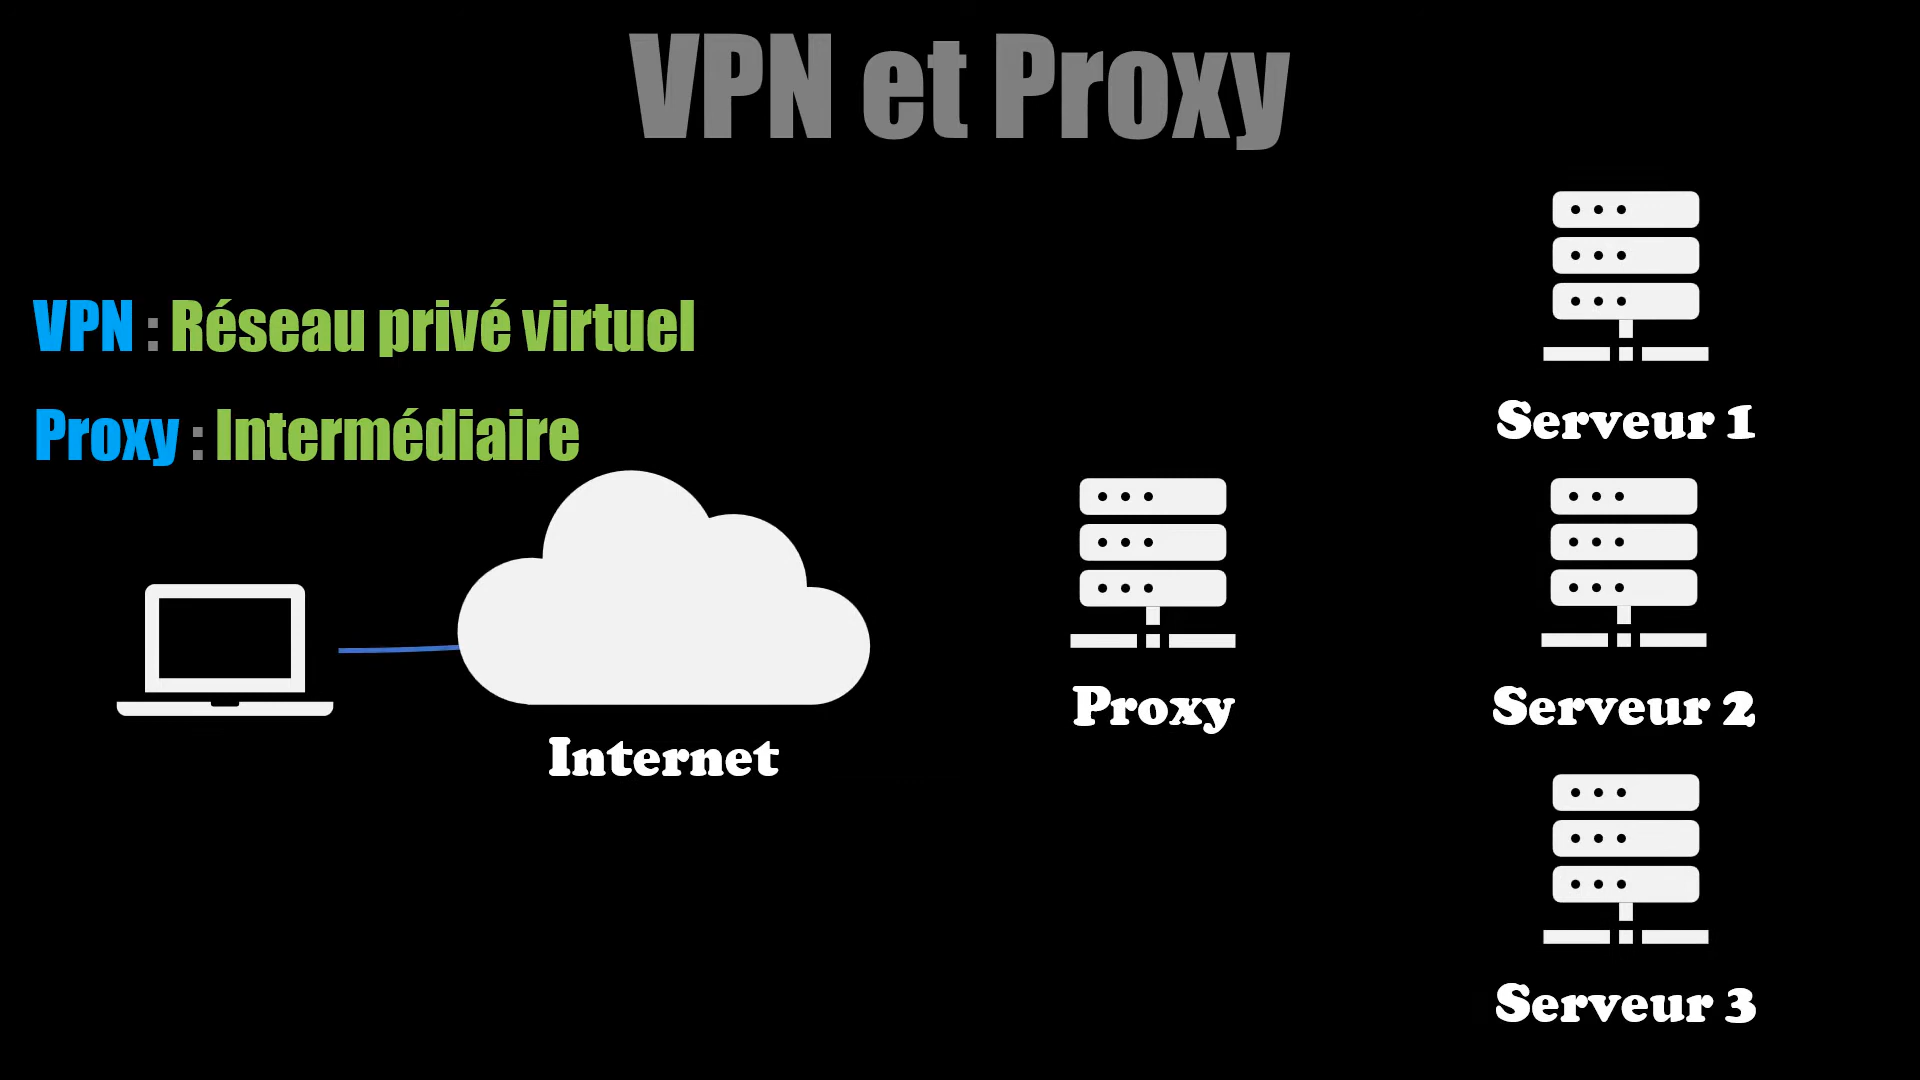 VPN et Proxy
VPN : Réseau privé virtuel
Proxy : Intermédiaire
Serveur 1
Proxy
Serveur 2
Internet
Serveur 3